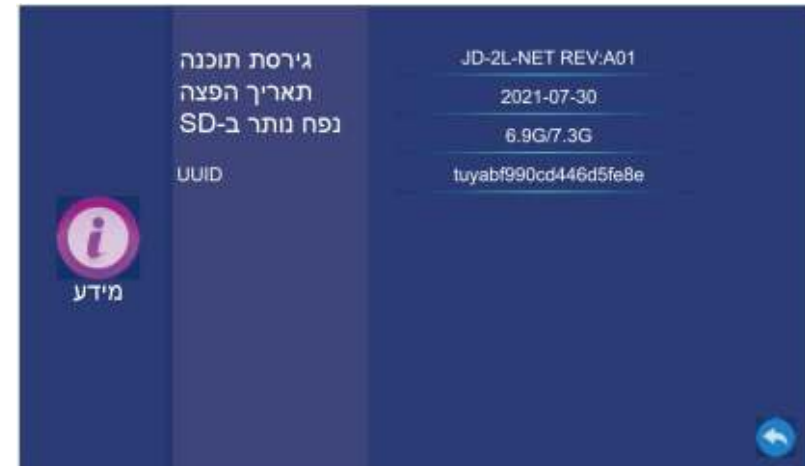 גירסת תוכנה
JD-2L-NET REV:A01
תאריך הפצה
2021-07-30
נפח נותר ב-SD
6.9G/7.3G
UUID
tuyabf990cd446d5fe8e
מידע